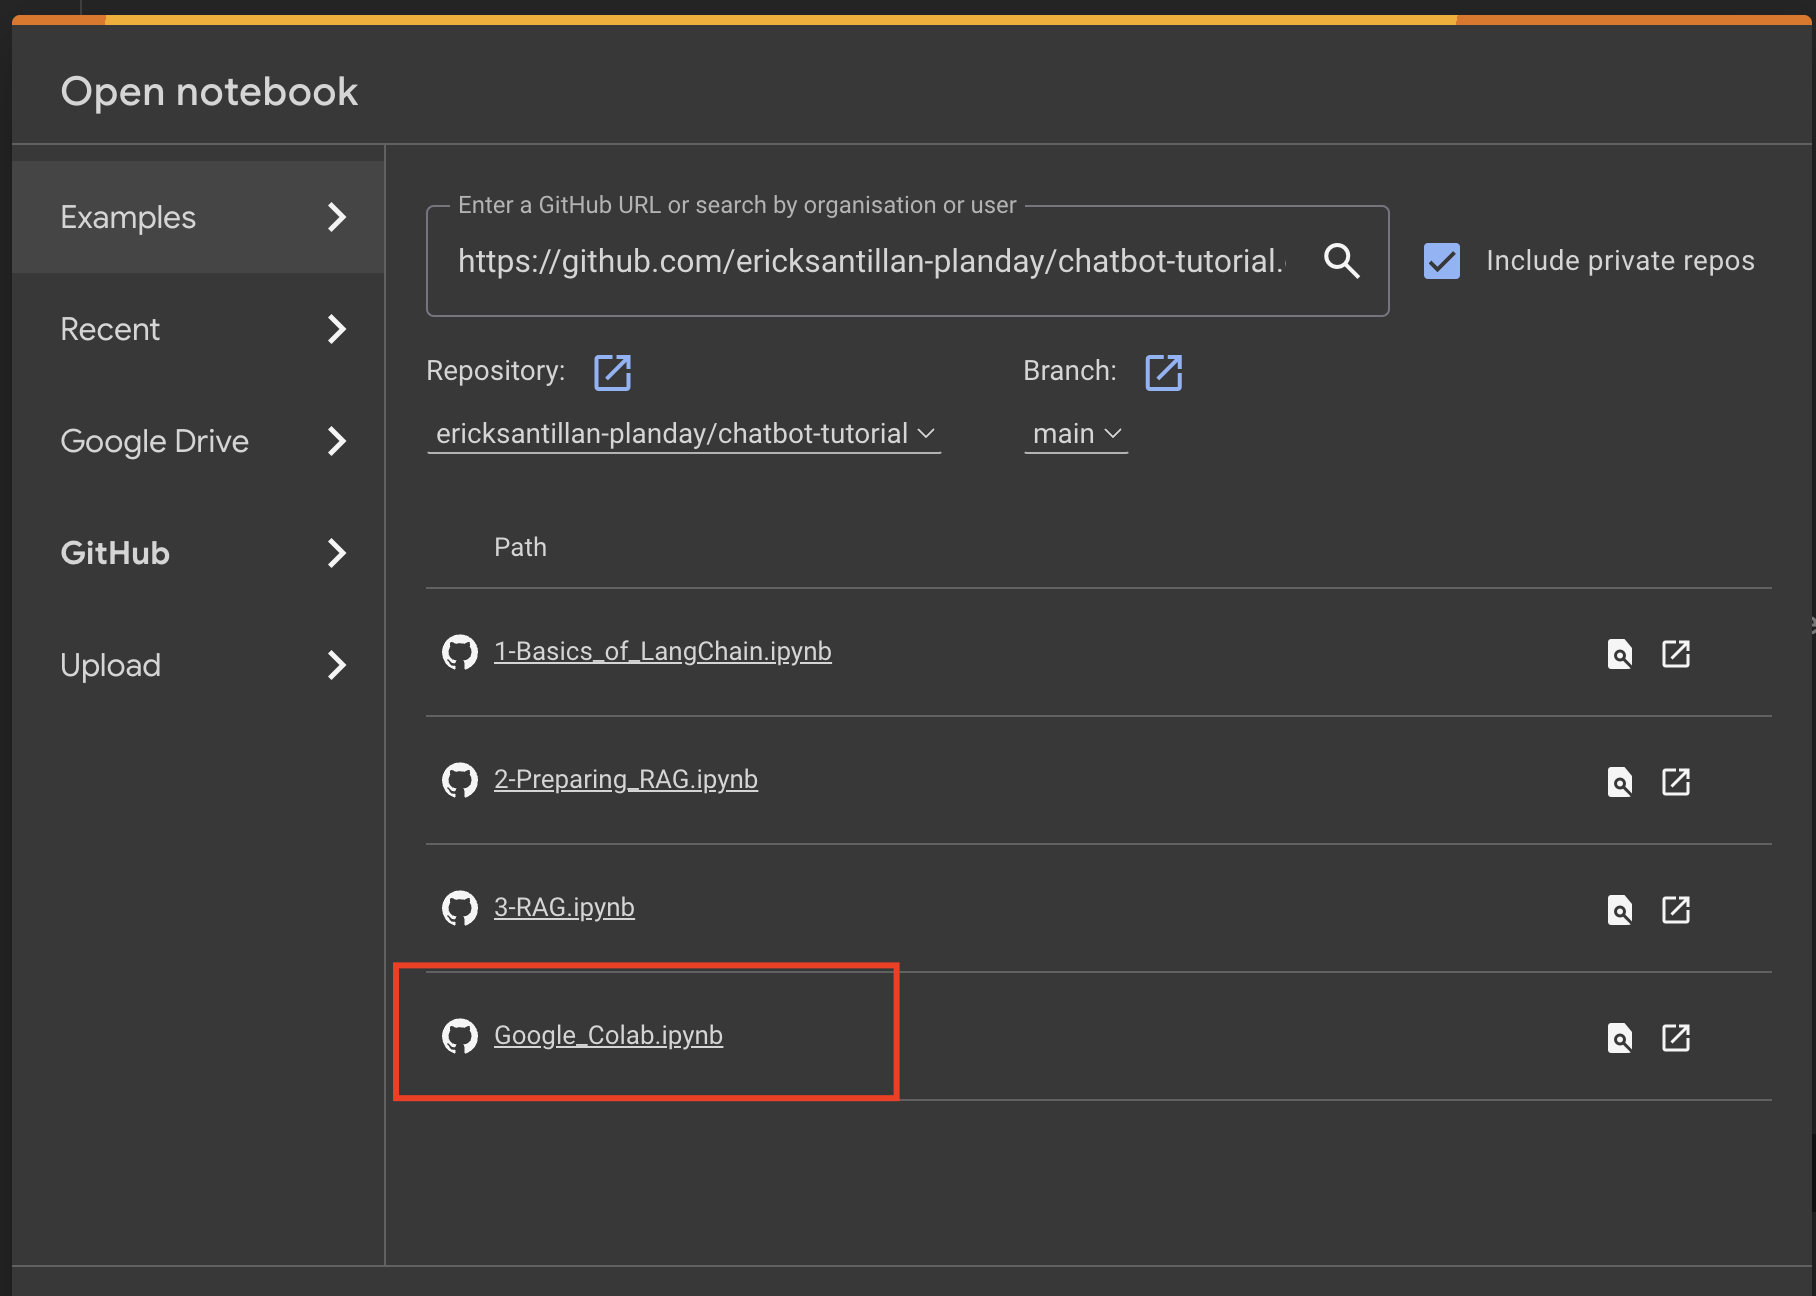 Open notebook
Examples
Recent
Google Drive
GitHub
Upload
Enter a GitHub URL or search by organisation or user
https://github.com/ericksantillan-planday/chatbot-tutorial.
Include private repos
Repository:
Branch:
ericksantillan-planday/chatbot-tutorial
main
Path
1-Basics_of_LangChain.ipynb
2-Preparing_RAG.ipynb
3-RAG.ipynb
Google_Colab.ipynb